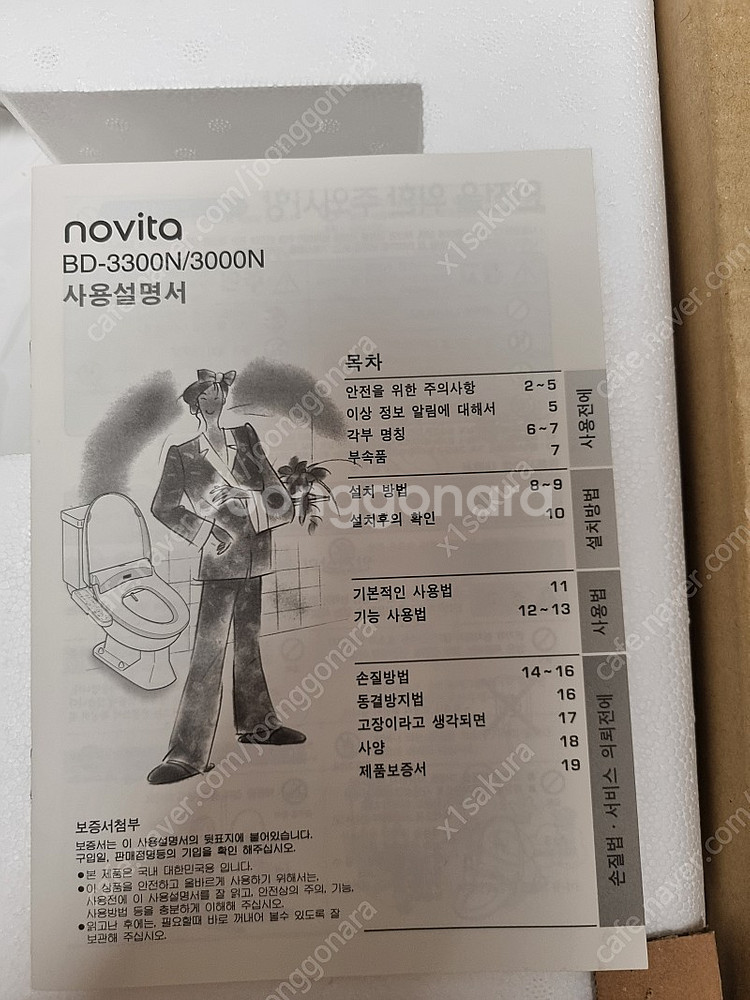 novita
BD-3300N/3000N
사용설명서
목차
안전을 위한 주의사항 2~5
이상 정보 알림에 대해서 5
각부 명칭 6~7
부속품 7
사용전에
설치 방법 8~9
설치후의 확인 10
설치방법
기본적인 사용법 11
기능 사용법 12~13
사용법
손질방법 14~16
동결방지법 16
고장이라고 생각되면 17
사양 18
제품보증서 19
손질법 · 서비스 의뢰전에
보증서첨부
보증서는 이 사용설명서의 뒷표지에 붙어있습니다.
구입일, 판매점명등의 기입을 확인 해주십시오.
●본 제품은 국내 대한민국용 입니다.
●이 상품을 안전하고 올바르게 사용하기 위해서는,
사용전에 이 사용설명서를 잘 읽고, 안전상의 주의, 기능,
사용방법 등을 충분하게 이해해 주십시오.
●읽고난 후에는, 필요할때 바로 꺼내어 볼수 있도록 잘
보관해 주십시오.
joonggonara
cafe.naver.com/joonggonara
x1sakura